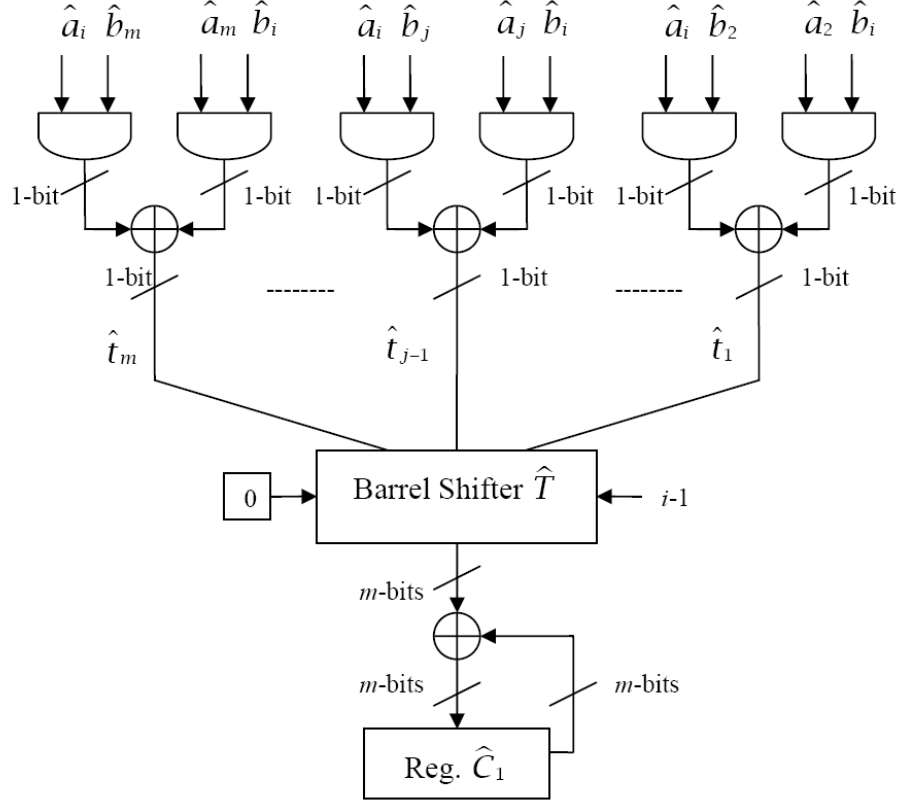 âᵢ b̂ₘ âₘ b̂ᵢ âᵢ b̂ⱼ âⱼ b̂ᵢ âᵢ b̂₂ â₂ b̂ᵢ
1-bit 1-bit 1-bit 1-bit 1-bit 1-bit
1-bit -------- 1-bit -------- 1-bit
t̂ₘ t̂ⱼ₋₁ t̂₁
0 Barrel Shifter T̂ i-1
m-bits
m-bits m-bits
Reg. Ĉ₁